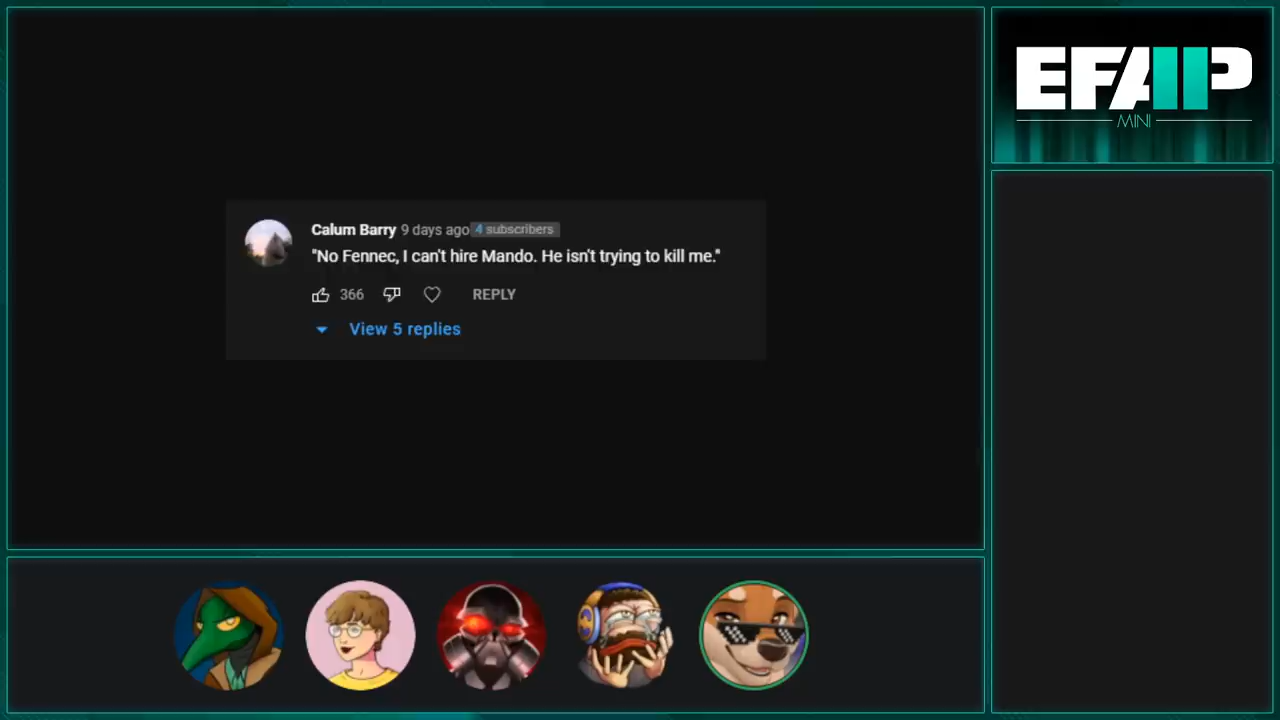 EFAP
MINI
Calum Barry 9 days ago 4 subscribers
"No Fennec, I can't hire Mando. He isn't trying to kill me."
366 REPLY
View 5 replies